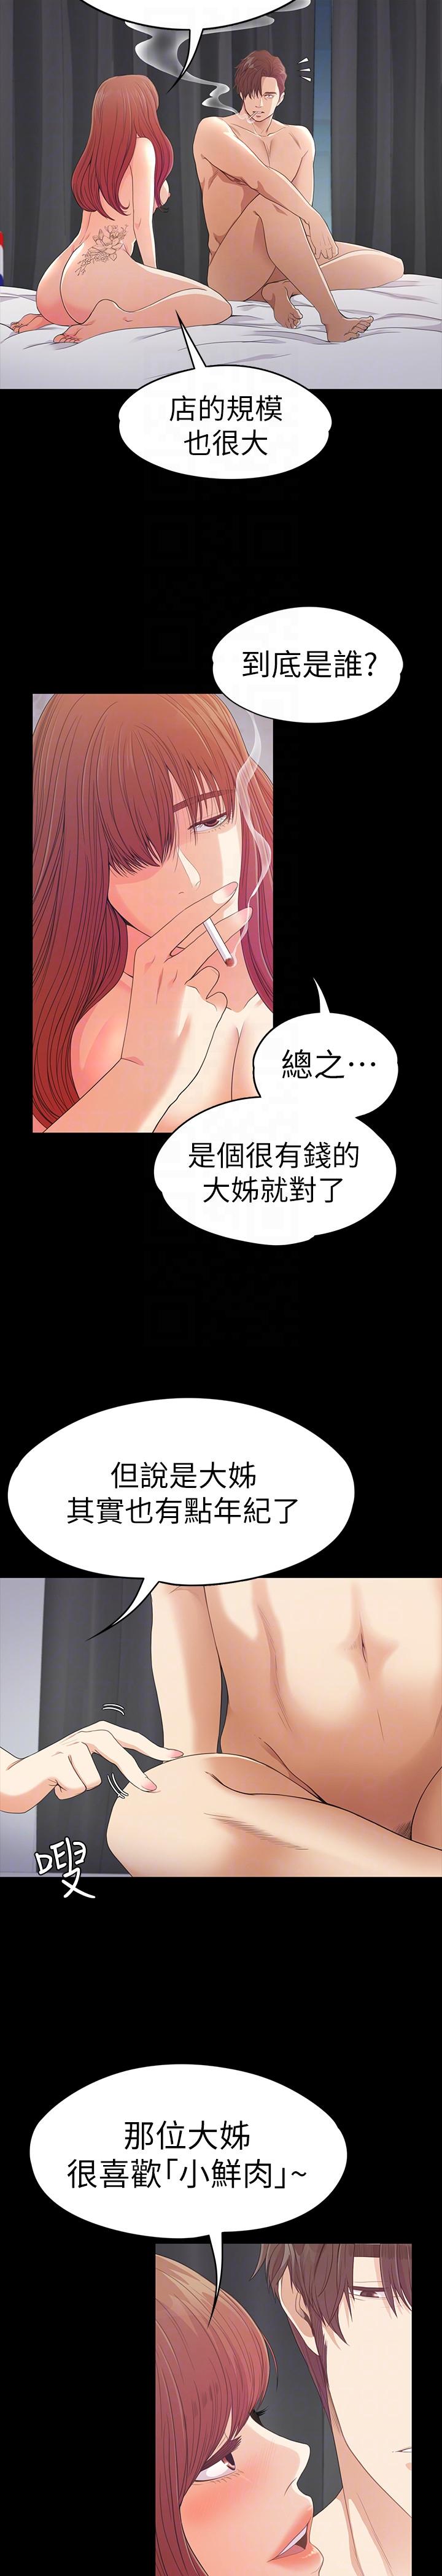 店的規模
也很大
到底是誰?
總之…
是個很有錢的
大姊就對了
但說是大姊
其實也有點年紀了
嗖
那位大姊
很喜歡「小鮮肉」~